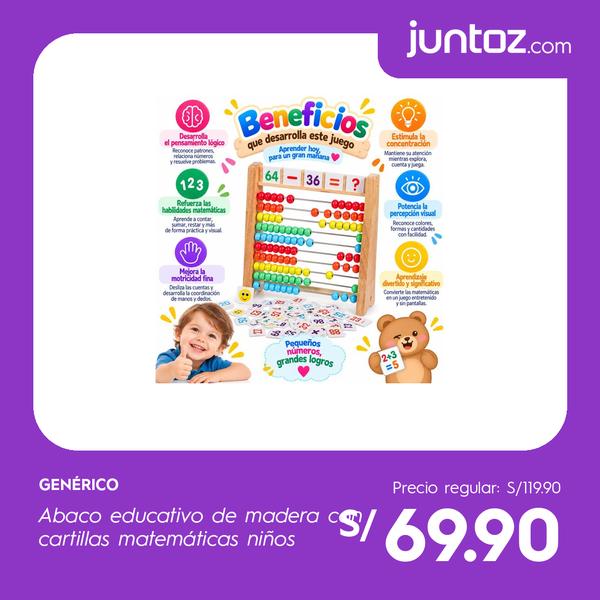 juntoz.com
Beneficios
que desarrolla este juego
Aprender hoy,
para un gran mañana
Desarrolla
el pensamiento lógico
Reconoce patrones,
relaciona números
y resuelve problemas.
123
Refuerza las
habilidades matemáticas
Aprende a contar,
sumar, restar y más
de forma práctica y visual.
Mejora la
motricidad fina
Desliza las cuentas y
desarrolla la coordinación
de manos y dedos.
64 - 36 = ?
Estimula la
concentración
Mantiene su atención
mientras explora,
cuenta y juega.
Potencia la
percepción visual
Reconoce colores,
formas y cantidades
con facilidad.
Aprendizaje
divertido y significativo
Convierte las matemáticas
en un juego entretenido
y sin pantallas.
Pequeños
números,
grandes logros
2+3
=5
GENÉRICO
Abaco educativo de madera con
cartillas matemáticas niños
Precio regular: S/119.90
S/ 69.90